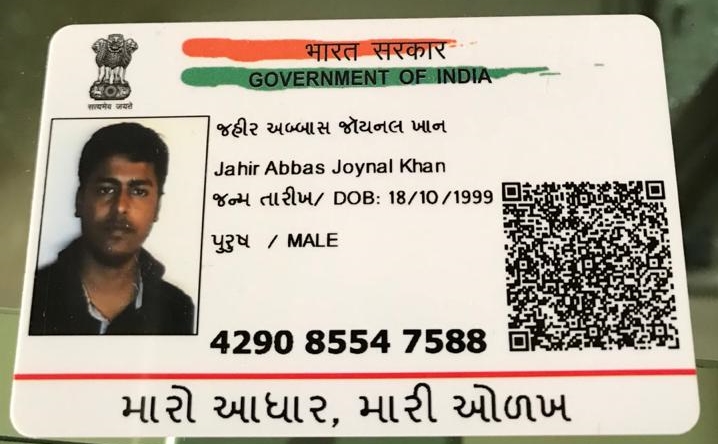 भारत सरकार
GOVERNMENT OF INDIA
सत्यमेव जयते
જહીર અબ્બાસ જૉયનલ ખાન
Jahir Abbas Joynal Khan
જન્મ તારીખ/ DOB: 18/10/1999
પુરુષ / MALE
4290 8554 7588
મારો આધાર, મારી ઓળખ